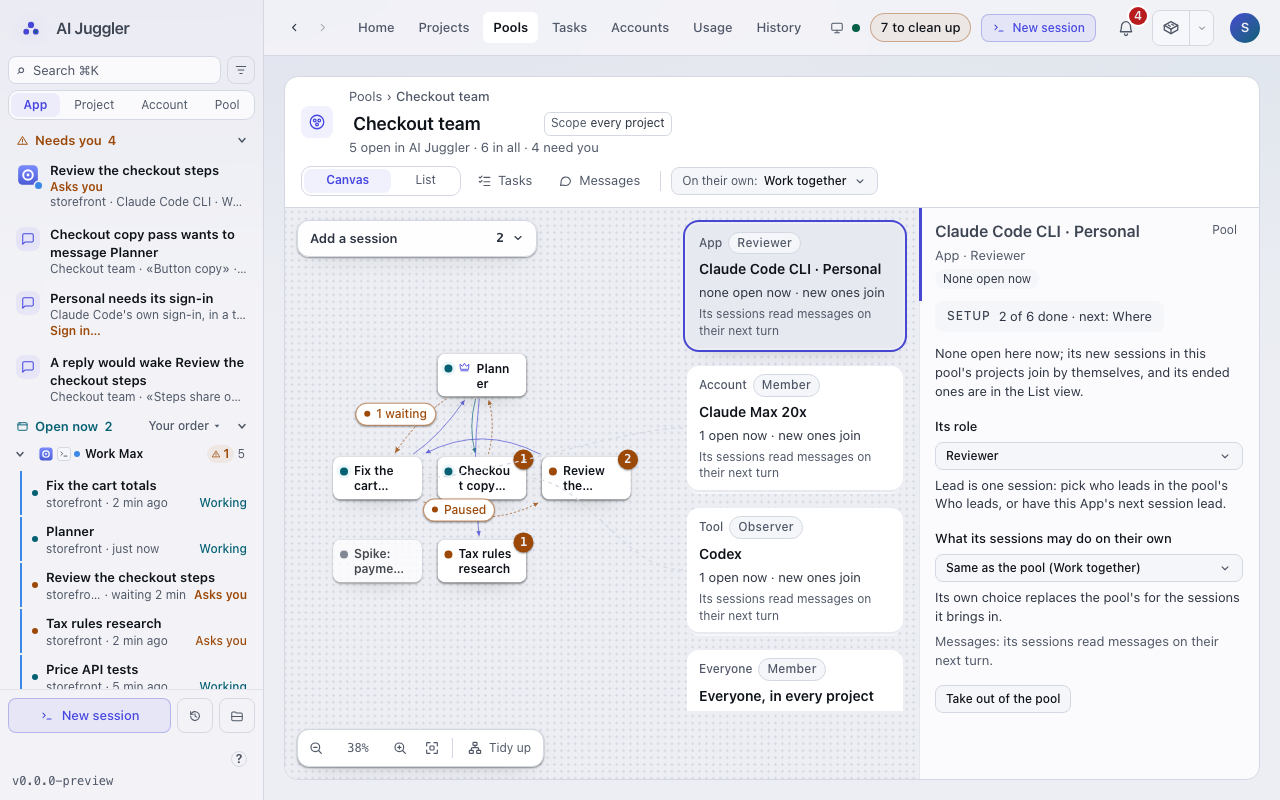 AI Juggler
Search ⌘K
App
Project
Account
Pool
Needs you 4
Review the checkout steps
Asks you
storefront · Claude Code CLI · W...
Checkout copy pass wants to
message Planner
Checkout team · «Button copy» ·...
Personal needs its sign-in
Claude Code's own sign-in, in a t...
Sign in...
A reply would wake Review the
checkout steps
Checkout team · «Steps share o...
Open now 2
Your order
Work Max
1
5
Fix the cart totals
storefront · 2 min ago
Working
Planner
storefront · just now
Working
Review the checkout steps
storefro... · waiting 2 min
Asks you
Tax rules research
storefront · 2 min ago
Asks you
Price API tests
storefront · 5 min ago
Working
New session
?
v0.0.0-preview
Home
Projects
Pools
Tasks
Accounts
Usage
History
7 to clean up
New session
4
S
Pools › Checkout team
Checkout team
Scope every project
5 open in AI Juggler · 6 in all · 4 need you
Canvas
List
Tasks
Messages
On their own: Work together
Add a session
2
Plann
er
1 waiting
Fix the
cart...
1
Checkou
t copy...
2
Review
the...
Paused
Spike:
payme...
1
Tax rules
research
38%
Tidy up
App
Reviewer
Claude Code CLI · Personal
none open now · new ones join
Its sessions read messages on
their next turn
Account
Member
Claude Max 20x
1 open now · new ones join
Its sessions read messages on
their next turn
Tool
Observer
Codex
1 open now · new ones join
Its sessions read messages on
their next turn
Everyone
Member
Everyone, in every project
Claude Code CLI · Personal
Pool
App · Reviewer
None open now
SETUP 2 of 6 done · next: Where
None open here now; its new sessions in this
pool's projects join by themselves, and its ended
ones are in the List view.
Its role
Reviewer
Lead is one session: pick who leads in the pool's
Who leads, or have this App's next session lead.
What its sessions may do on their own
Same as the pool (Work together)
Its own choice replaces the pool's for the sessions
it brings in.
Messages: its sessions read messages on their
next turn.
Take out of the pool